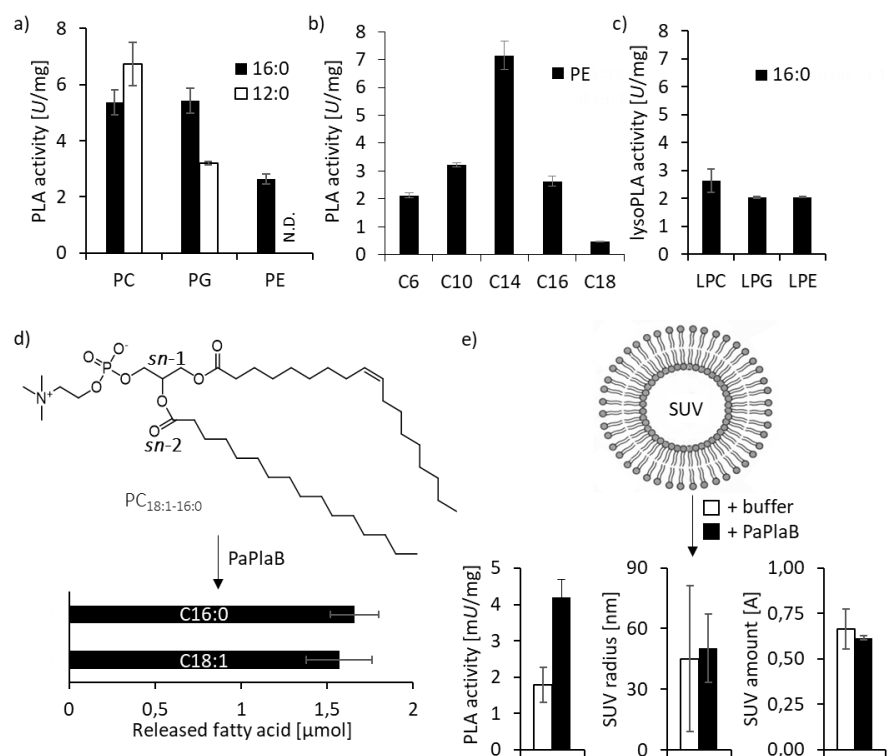 a)
PLA activity [U/mg]
8
6
4
2
0
16:0
12:0
N.D.
PC PG PE
b)
PLA activity [U/mg]
8
7
6
5
4
3
2
1
0
PE
C6 C10 C14 C16 C18
c)
lysoPLA activity [U/mg]
8
7
6
5
4
3
2
1
0
16:0
LPC LPG LPE
d)
O
O-
P
O
O
N+
O
sn-1
O
O
O
O
sn-2
PC18:1-16:0
PaPlaB
C16:0
C18:1
0 0,5 1 1,5 2
Released fatty acid [µmol]
e)
SUV
+ buffer
+ PaPlaB
PLA activity [mU/mg]
5
4
3
2
1
0
SUV radius [nm]
90
60
30
0
SUV amount [A]
1,00
0,75
0,50
0,25
0,00